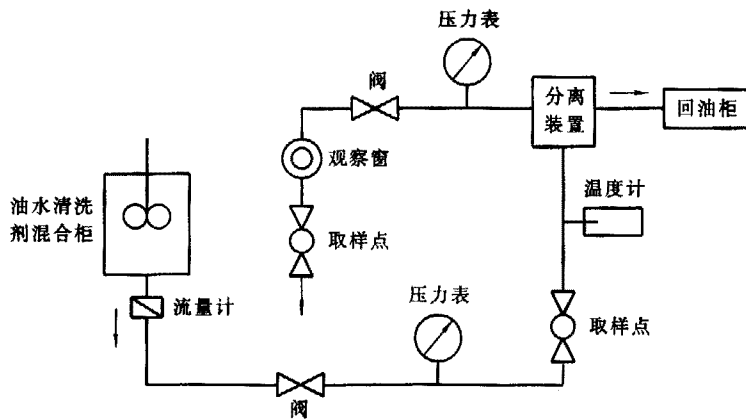 压力表
阀
分离
装置
回油柜
观察窗
温度计
油水清洗
剂混合柜
取样点
流量计
压力表
取样点
阀